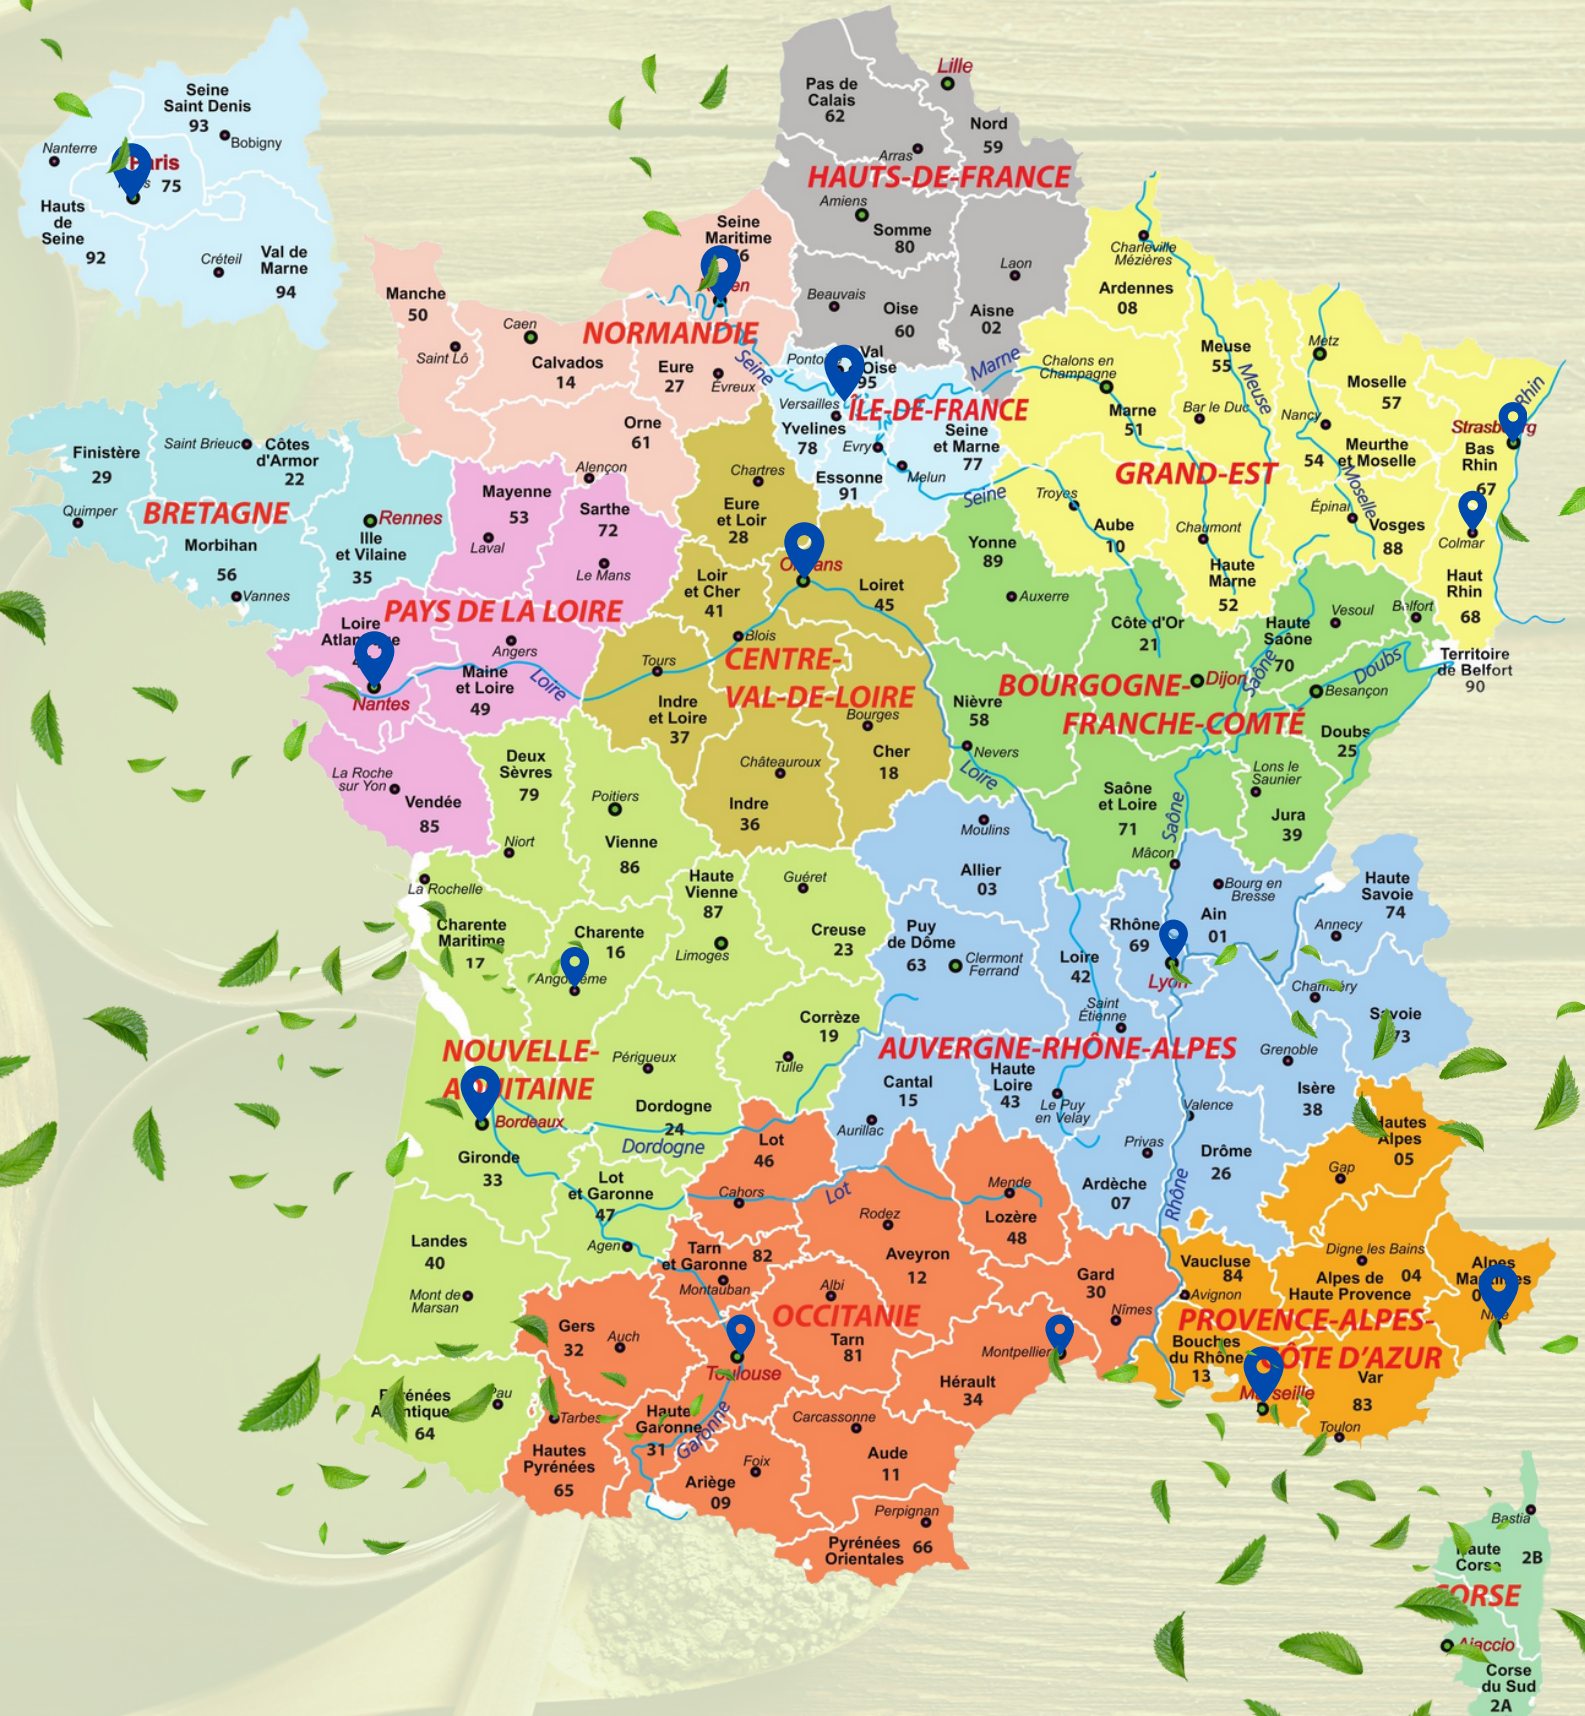 Seine
Saint Denis
93
Bobigny
Nanterre
75
Hauts
de
Seine
92
Créteil
Val de
Marne
94
Lille
Pas de
Calais
62
Nord
59
Arras
HAUTS-DE-FRANCE
Amiens
Somme
80
Laon
Beauvais
Oise
60
Aisne
02
Seine
Maritime
Manche
50
Saint Lô
Caen
NORMANDIE
Calvados
14
Eure
27
Évreux
Seine
Orne
61
Alençon
Val
95
Versailles
ÎLE-DE-FRANCE
Yvelines
78
Evry
Seine
et Marne
77
Essonne
91
Melun
Marne
Seine
Charleville
Mézières
Ardennes
08
Chalons en
Champagne
Marne
51
Meuse
55
Meuse
Bar le Duc
Metz
Moselle
57
Nancy
Meurthe
et Moselle
54
Moselle
Rhin
Bas
Rhin
67
GRAND-EST
Troyes
Aube
10
Chaumont
Haute
Marne
52
Épinal
Vosges
88
Colmar
Haut
Rhin
68
Finistère
29
Saint Brieuc
Côtes
d'Armor
22
Quimper
BRETAGNE
Morbihan
56
Vannes
Rennes
Ille
et Vilaine
35
Mayenne
53
Laval
Sarthe
72
Le Mans
PAYS DE LA LOIRE
Loire
Nantes
Angers
Maine
et Loire
49
Loire
La Roche
sur Yon
Vendée
85
Chartres
Eure
et Loir
28
Loir
et Cher
41
Loiret
45
Blois
Tours
CENTRE-
VAL-DE-LOIRE
Indre
et Loire
37
Bourges
Cher
18
Châteauroux
Indre
36
Yonne
89
Auxerre
Côte d'Or
21
Haute
Saône
70
Vesoul
Belfort
Territoire
de Belfort
90
Dijon
Saône
Doubs
Besançon
BOURGOGNE-
FRANCHE-COMTÉ
Nièvre
58
Nevers
Loire
Doubs
25
Saône
et Loire
71
Saône
Mâcon
Lons le
Saunier
Jura
39
Deux
Sèvres
79
Niort
Poitiers
Vienne
86
La Rochelle
Charente
Maritime
17
Charente
16
Haute
Vienne
87
Limoges
Guéret
Creuse
23
Corrèze
19
Tulle
NOUVELLE-
Périgueux
Dordogne
24
Dordogne
Bordeaux
Gironde
33
Lot
et Garonne
47
Agen
Landes
40
Mont de
Marsan
64
Moulins
Allier
03
Puy
de Dôme
63
Clermont
Ferrand
Loire
42
Saint
Étienne
Rhône
69
Bourg en
Bresse
Ain
01
Haute
Savoie
74
Annecy
Chambéry
Savoie
73
AUVERGNE-RHÔNE-ALPES
Cantal
15
Aurillac
Haute
Loire
43
Le Puy
en Velay
Grenoble
Isère
38
Valence
Privas
Drôme
26
Ardèche
07
Rhône
Lot
46
Cahors
Lot
Mende
Lozère
48
Rodez
Aveyron
12
Tarn
et Garonne
82
Montauban
Albi
OCCITANIE
Tarn
81
Gard
30
Nîmes
Montpellier
Hérault
34
Gers
32
Auch
Toulouse
Haute
Garonne
31
Garonne
Tarbes
Hautes
Pyrénées
65
Foix
Ariège
09
Carcassonne
Aude
11
Perpignan
Pyrénées
Orientales
66
Hautes
Alpes
05
Gap
Vaucluse
84
Avignon
Digne les Bains
Alpes de
Haute Provence
04
Alpes
PROVENCE-ALPES-
CÔTE D'AZUR
Bouches
du Rhône
13
Var
83
Toulon
Bastia
Haute
Corse
2B
CORSE
Ajaccio
Corse
du Sud
2A